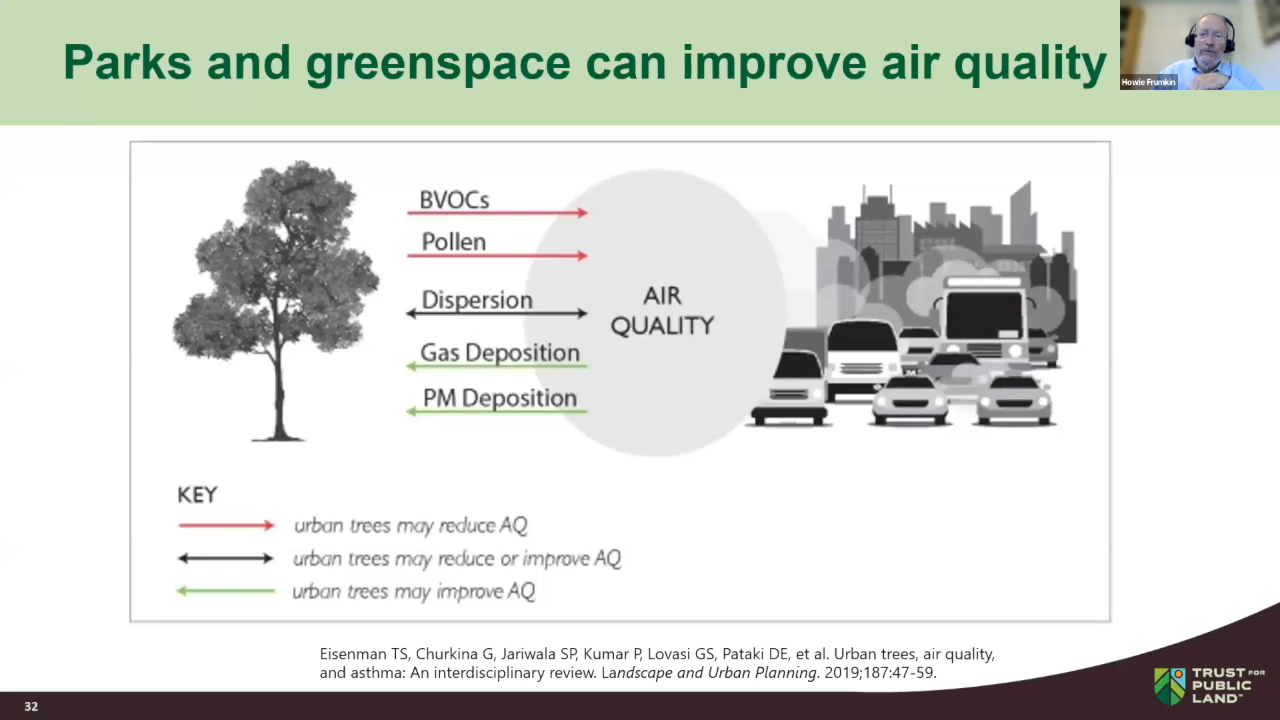 Parks and greenspace can improve air quality
Howie Frumkin
BVOCs
Pollen
Dispersion
Gas Deposition
PM Deposition
AIR
QUALITY
KEY
urban trees may reduce AQ
urban trees may reduce or improve AQ
urban trees may improve AQ
Eisenman TS, Churkina G, Jariwala SP, Kumar P, Lovasi GS, Pataki DE, et al. Urban trees, air quality,
and asthma: An interdisciplinary review. Landscape and Urban Planning. 2019;187:47-59.
32
TRUST FOR
PUBLIC
LAND™